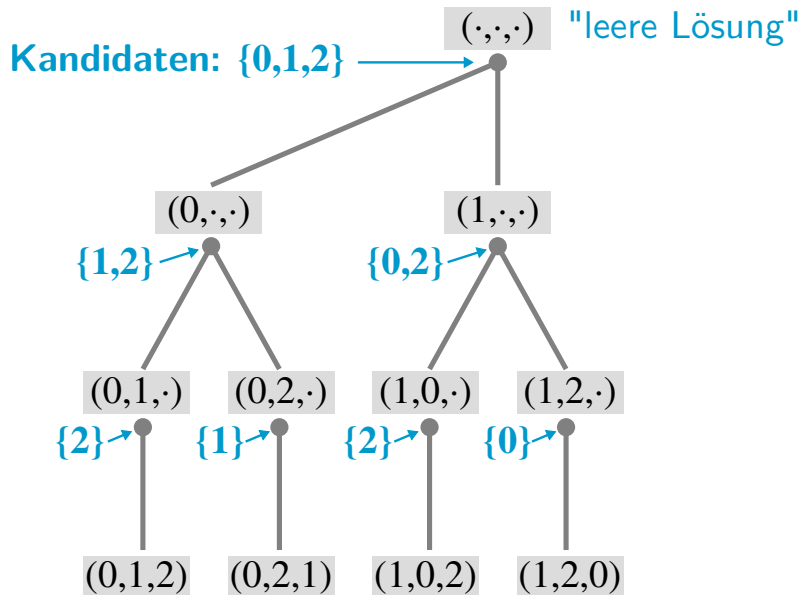 (·,·,·) "leere Lösung"
Kandidaten: {0,1,2}
(0,·,·) (1,·,·)
{1,2} {0,2}
(0,1,·) (0,2,·) (1,0,·) (1,2,·)
{2} {1} {2} {0}
(0,1,2) (0,2,1) (1,0,2) (1,2,0)